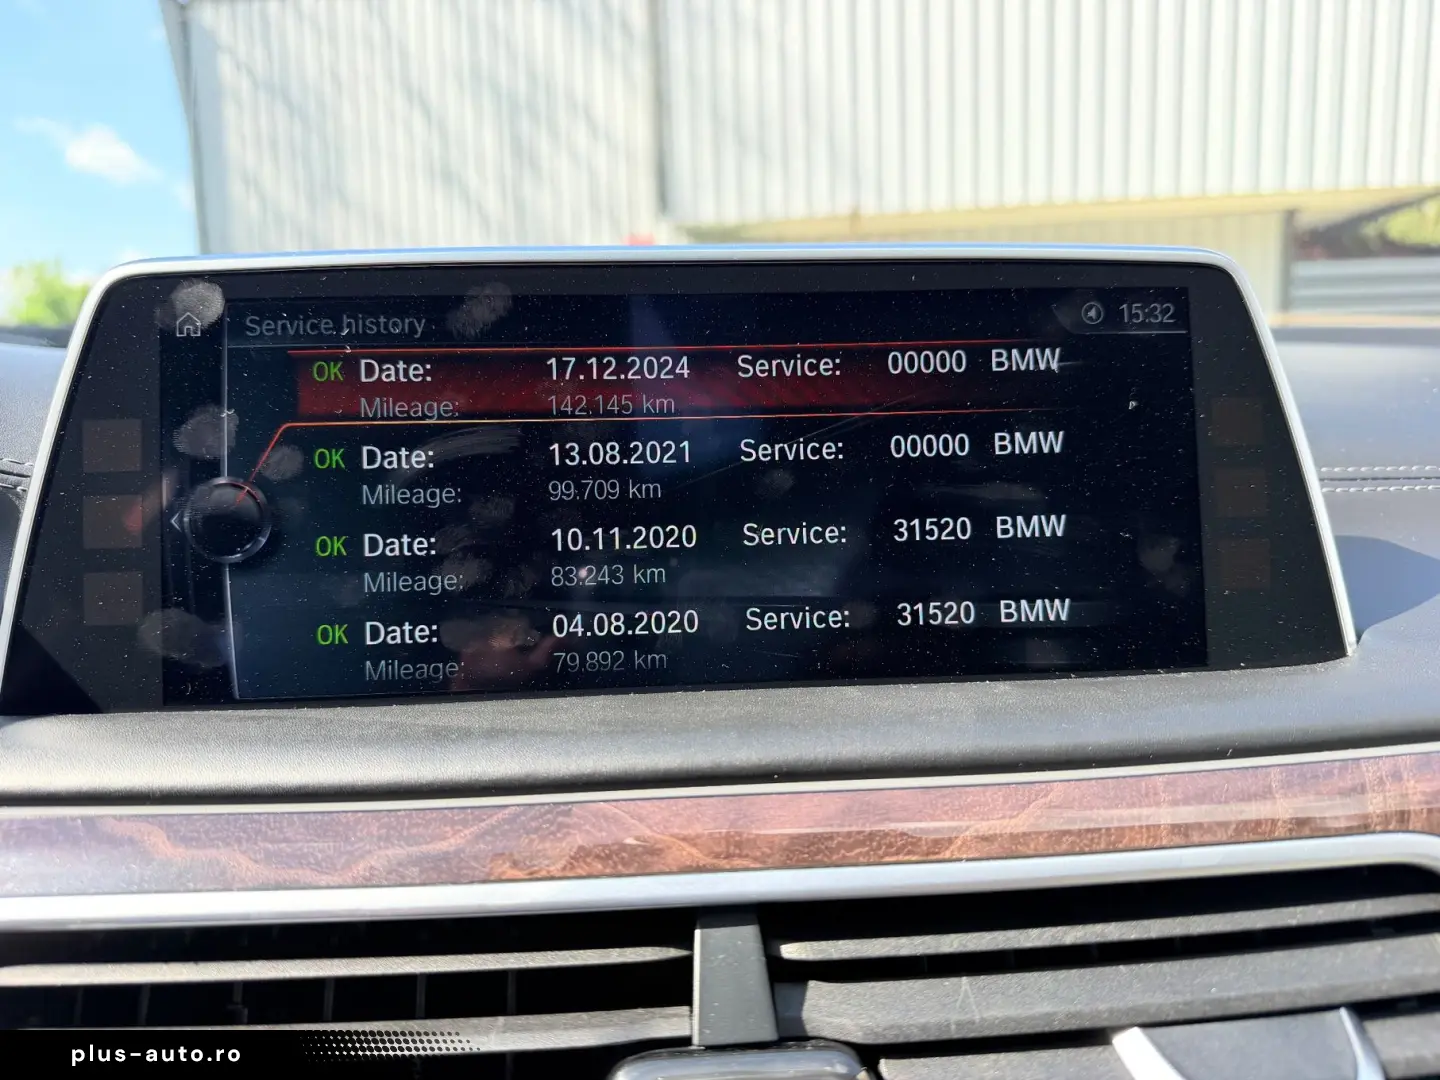 Service history 15:32
OK Date: 17.12.2024 Service: 00000 BMW
Mileage: 142.145 km
OK Date: 13.08.2021 Service: 00000 BMW
Mileage: 99.709 km
OK Date: 10.11.2020 Service: 31520 BMW
Mileage: 83.243 km
OK Date: 04.08.2020 Service: 31520 BMW
Mileage: 79.892 km
plus-auto.ro